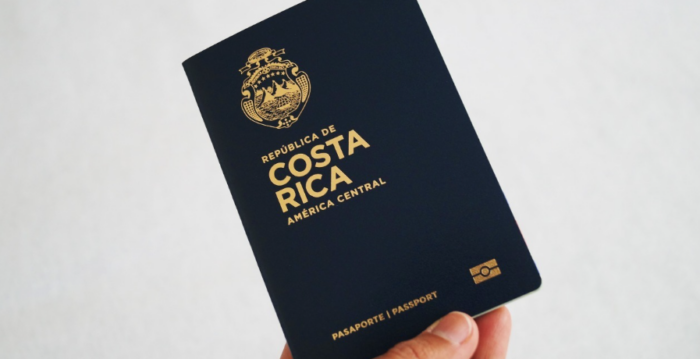 REPÚBLICA DE
COSTA
RICA
AMÉRICA CENTRAL
PASAPORTE | PASSPORT